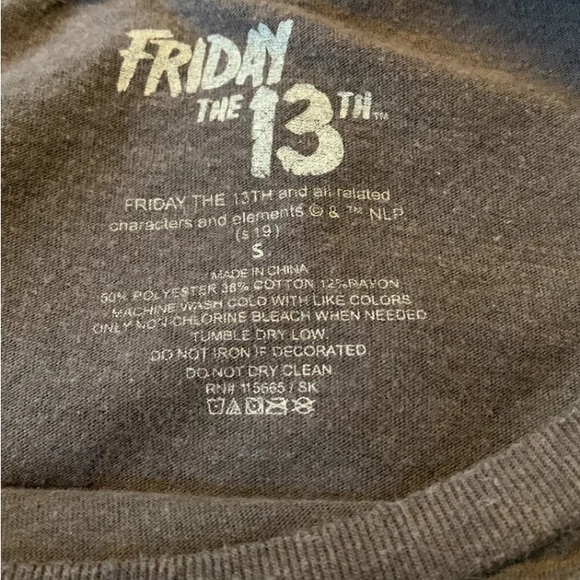 FRIDAY
THE 13TH™
FRIDAY THE 13TH and all related
characters and elements © & ™ NLP.
(s19)
S
MADE IN CHINA
50% POLYESTER 38% COTTON 12% RAYON
MACHINE WASH COLD WITH LIKE COLORS
ONLY NON-CHLORINE BLEACH WHEN NEEDED
TUMBLE DRY LOW.
DO NOT IRON IF DECORATED.
DO NOT DRY CLEAN
RN# 115665 / SK